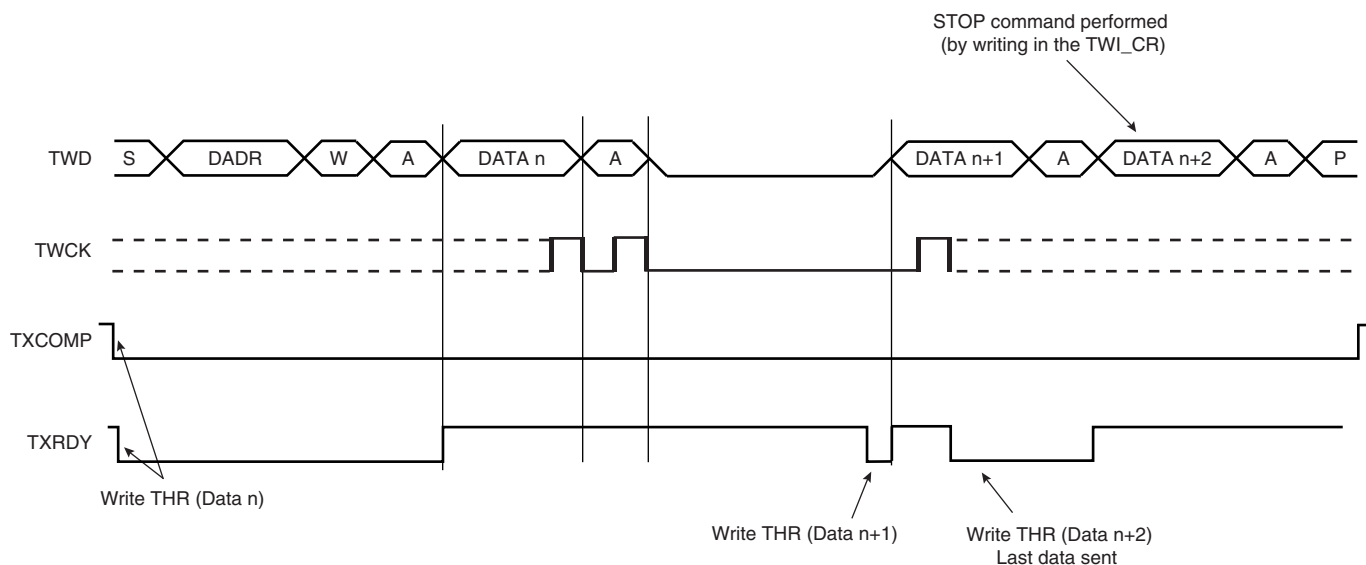 STOP command performed
(by writing in the TWI_CR)
TWD S DADR W A DATA n A DATA n+1 A DATA n+2 A P
TWCK
TXCOMP
TXRDY
Write THR (Data n)
Write THR (Data n+1)
Write THR (Data n+2)
Last data sent